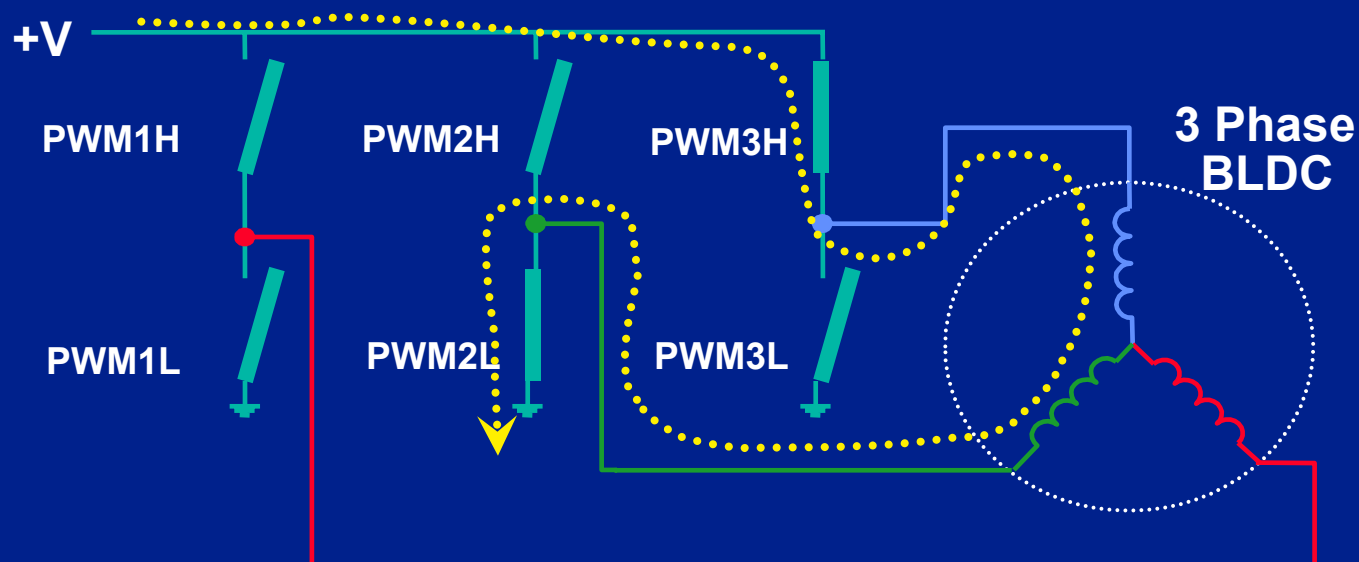 +V
PWM1H
PWM2H
PWM3H
3 Phase
BLDC
PWM1L
PWM2L
PWM3L